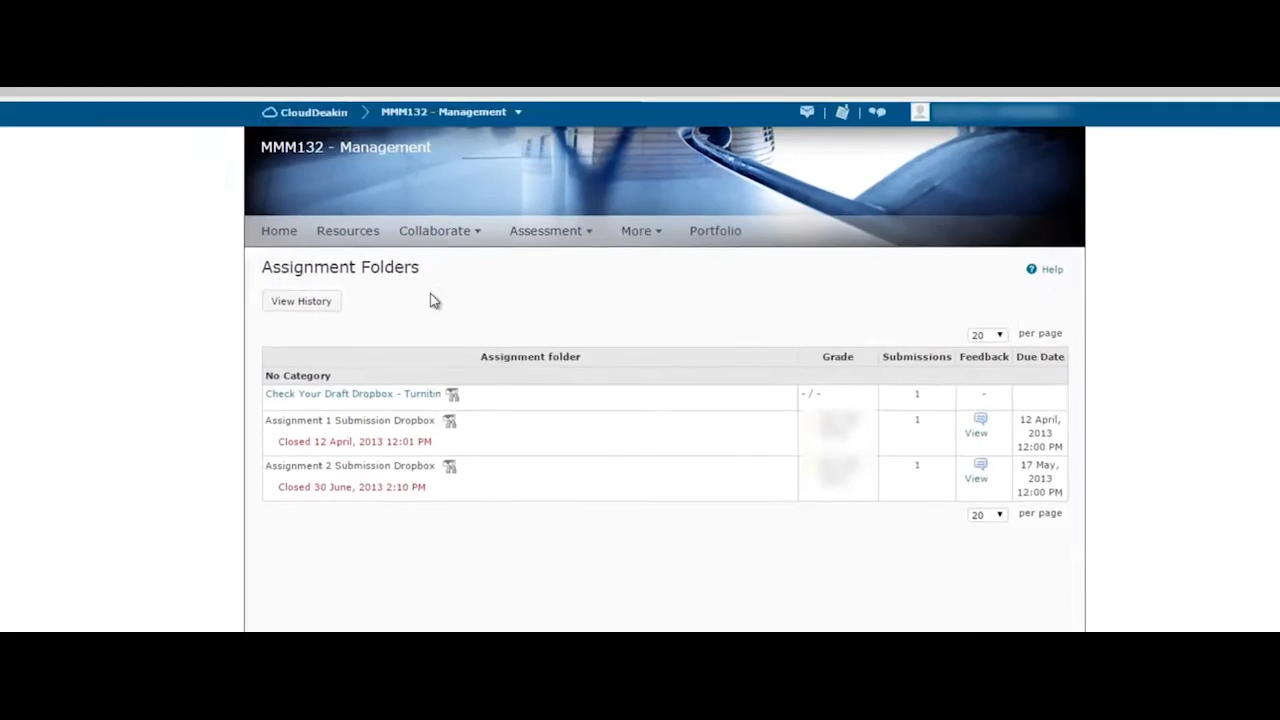 CloudDeakin MMM132 - Management
MMM132 - Management
Home Resources Collaborate Assessment More Portfolio
Assignment Folders
Help
View History
20 per page
Assignment folder Grade Submissions Feedback Due Date
No Category
Check Your Draft Dropbox - Turnitin - / - 1 -
Assignment 1 Submission Dropbox 1 View 12 April, 2013 12:00 PM
Closed 12 April, 2013 12:01 PM
Assignment 2 Submission Dropbox 1 View 17 May, 2013 12:00 PM
Closed 30 June, 2013 2:10 PM
20 per page